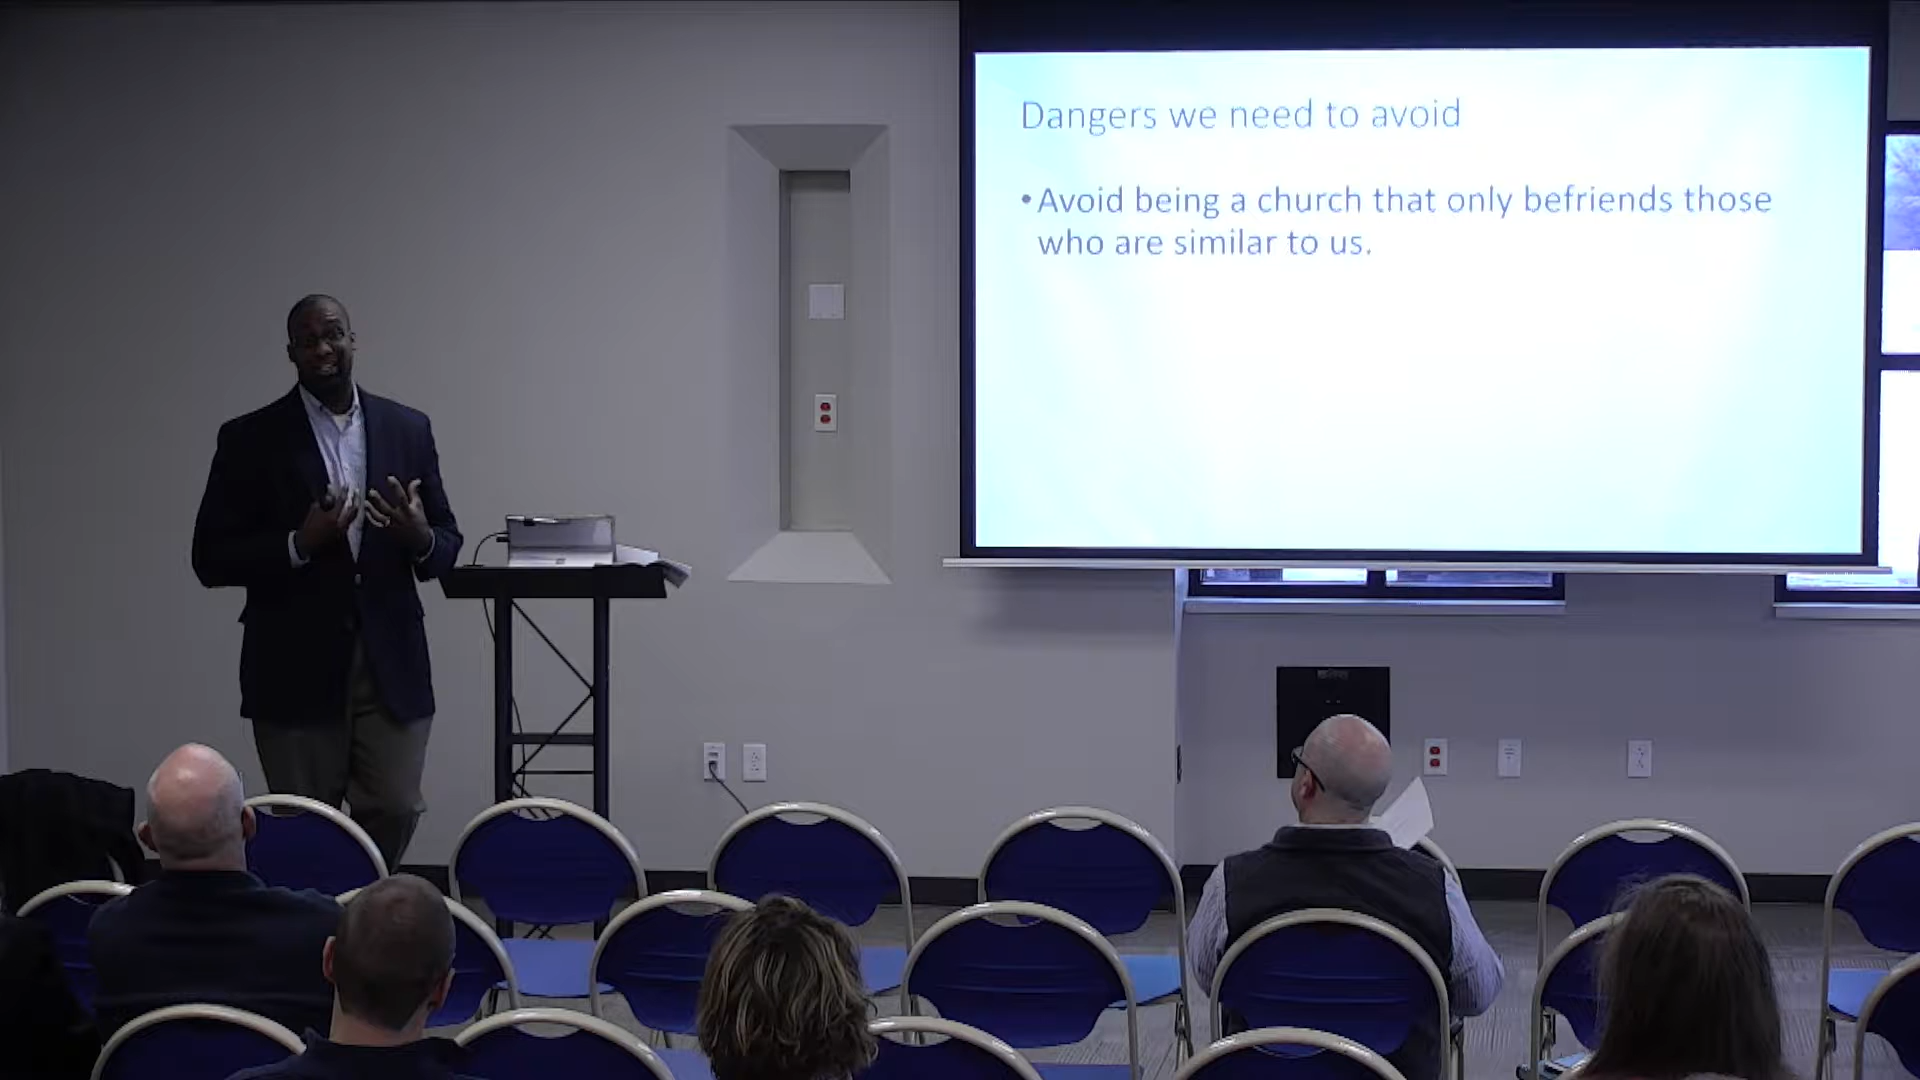 Dangers we need to avoid
•Avoid being a church that only befriends those
who are similar to us.